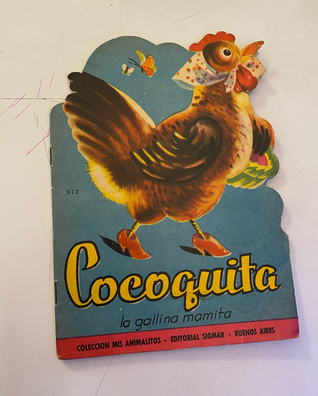 812
Cocoquita
la gallina mamita
COLECCION MIS ANIMALITOS - EDITORIAL SIGMAR - BUENOS AIRES